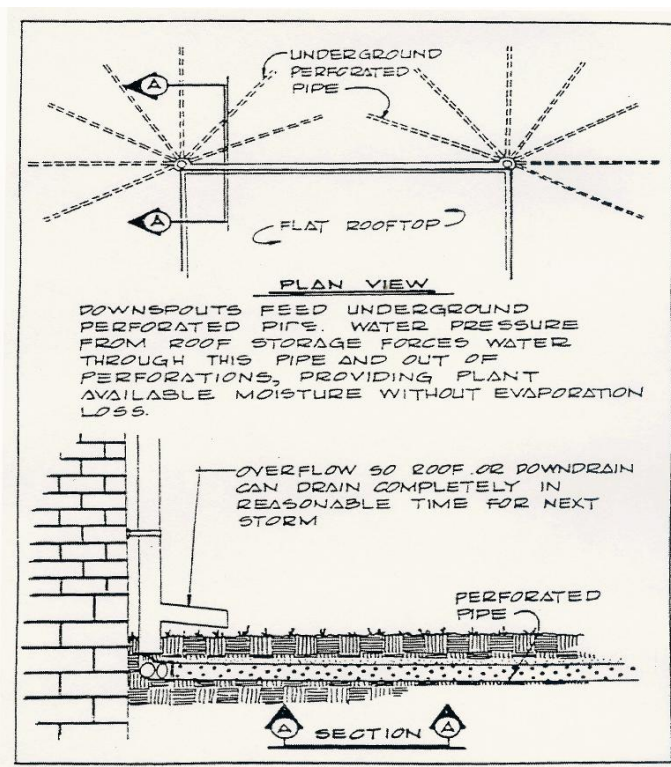 UNDERGROUND
PERFORATED
PIPE
A
A
FLAT ROOFTOP
PLAN VIEW
DOWNSPOUTS FEED UNDERGROUND
PERFORATED PIPE. WATER PRESSURE
FROM ROOF STORAGE FORCES WATER
THROUGH THIS PIPE AND OUT OF
PERFORATIONS, PROVIDING PLANT
AVAILABLE MOISTURE WITHOUT EVAPORATION
LOSS.
OVERFLOW SO ROOF OR DOWNDRAIN
CAN DRAIN COMPLETELY IN
REASONABLE TIME FOR NEXT
STORM
PERFORATED
PIPE
A SECTION A